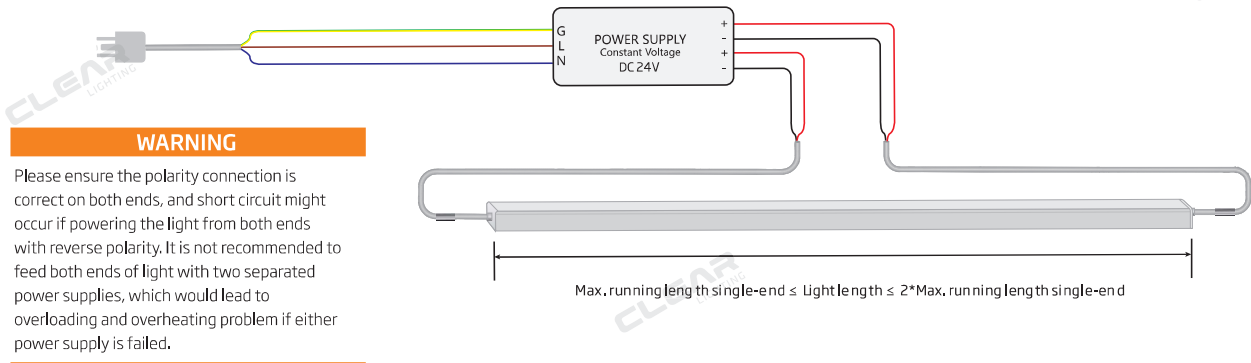 G
L
N
POWER SUPPLY
Constant Voltage
DC 24V
+
-
+
-
CLEAR
LIGHTING
WARNING
Please ensure the polarity connection is
correct on both ends, and short circuit might
occur if powering the light from both ends
with reverse polarity. It is not recommended to
feed both ends of light with two separated
power supplies, which would lead to
overloading and overheating problem if either
power supply is failed.
Max. running length single-end ≤ Light length ≤ 2*Max. running length single-end
CLEAR
LIGHTING